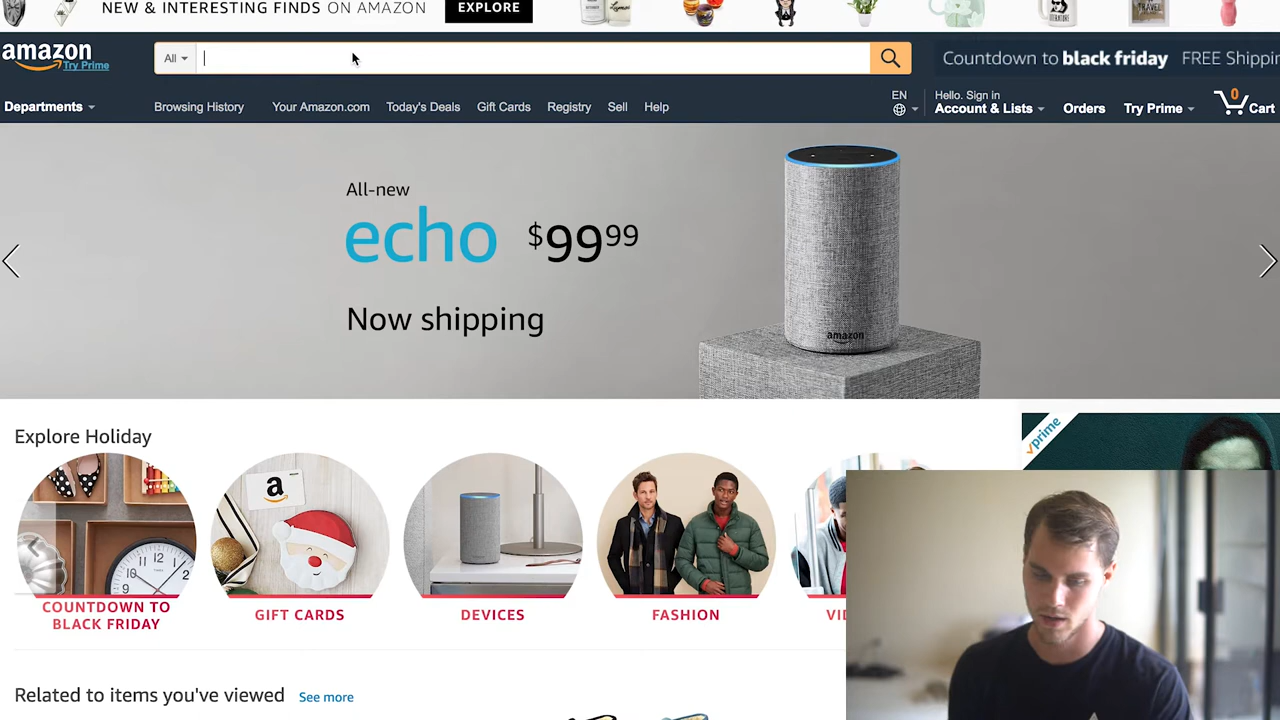 NEW & INTERESTING FINDS ON AMAZON EXPLORE
amazon
Try Prime
All
Countdown to black friday FREE Shippin
Departments
Browsing History Your Amazon.com Today's Deals Gift Cards Registry Sell Help
EN
Hello. Sign in
Account & Lists
Orders
Try Prime
0
Cart
All-new
echo $99.99
Now shipping
amazon
Explore Holiday
prime
a
COUNTDOWN TO
BLACK FRIDAY
GIFT CARDS
DEVICES
FASHION
VI
Related to items you've viewed See more